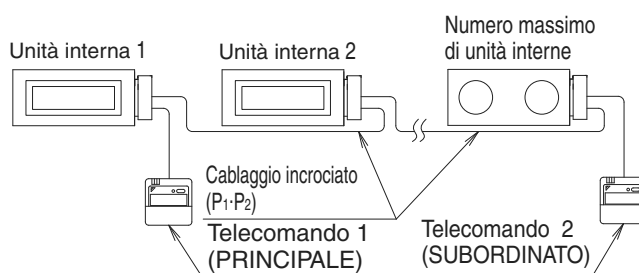 Unità interna 1
Unità interna 2
Numero massimo
di unità interne
Cablaggio incrociato
(P1·P2)
Telecomando 1
(PRINCIPALE)
Telecomando 2
(SUBORDINATO)